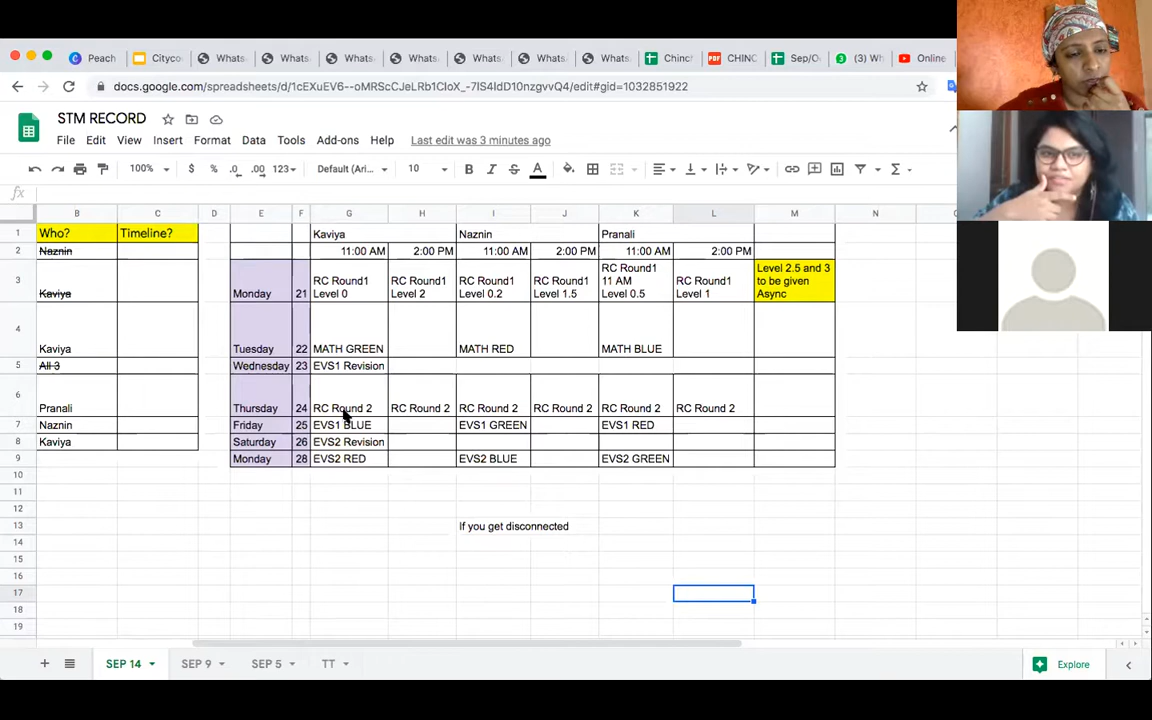 Peach
Cityco
Whats
Whats
Whats
Whats
Whats
Whats
Chinc
CHINC
Sep/O
(3) Wh
Online
docs.google.com/spreadsheets/d/1cEXuEV6--oMRScCJeLRb1CIoX_-7IS4IdD10nzgvvQ4/edit#gid=1032851922
STM RECORD
File Edit View Insert Format Data Tools Add-ons Help Last edit was 3 minutes ago
100% $ % .0 .00 123 Default (Ari... 10 B I S A
fx
B C D E F G H I J K L M N
1 Who? Timeline? Kaviya Naznin Pranali
2 Naznin 11:00 AM 2:00 PM 11:00 AM 2:00 PM 11:00 AM 2:00 PM
3 Kaviya Monday 21 RC Round1 Level 0 RC Round1 Level 2 RC Round1 Level 0.2 RC Round1 Level 1.5 RC Round1 11 AM Level 0.5 RC Round1 Level 1 Level 2.5 and 3 to be given Async
4 Kaviya Tuesday 22 MATH GREEN MATH RED MATH BLUE
5 All 3 Wednesday 23 EVS1 Revision
6 Pranali Thursday 24 RC Round 2 RC Round 2 RC Round 2 RC Round 2 RC Round 2 RC Round 2
7 Naznin Friday 25 EVS1 BLUE EVS1 GREEN EVS1 RED
8 Kaviya Saturday 26 EVS2 Revision
9 Monday 28 EVS2 RED EVS2 BLUE EVS2 GREEN
10
11
12
13 If you get disconnected
14
15
16
17
18
19
SEP 14 SEP 9 SEP 5 TT Explore